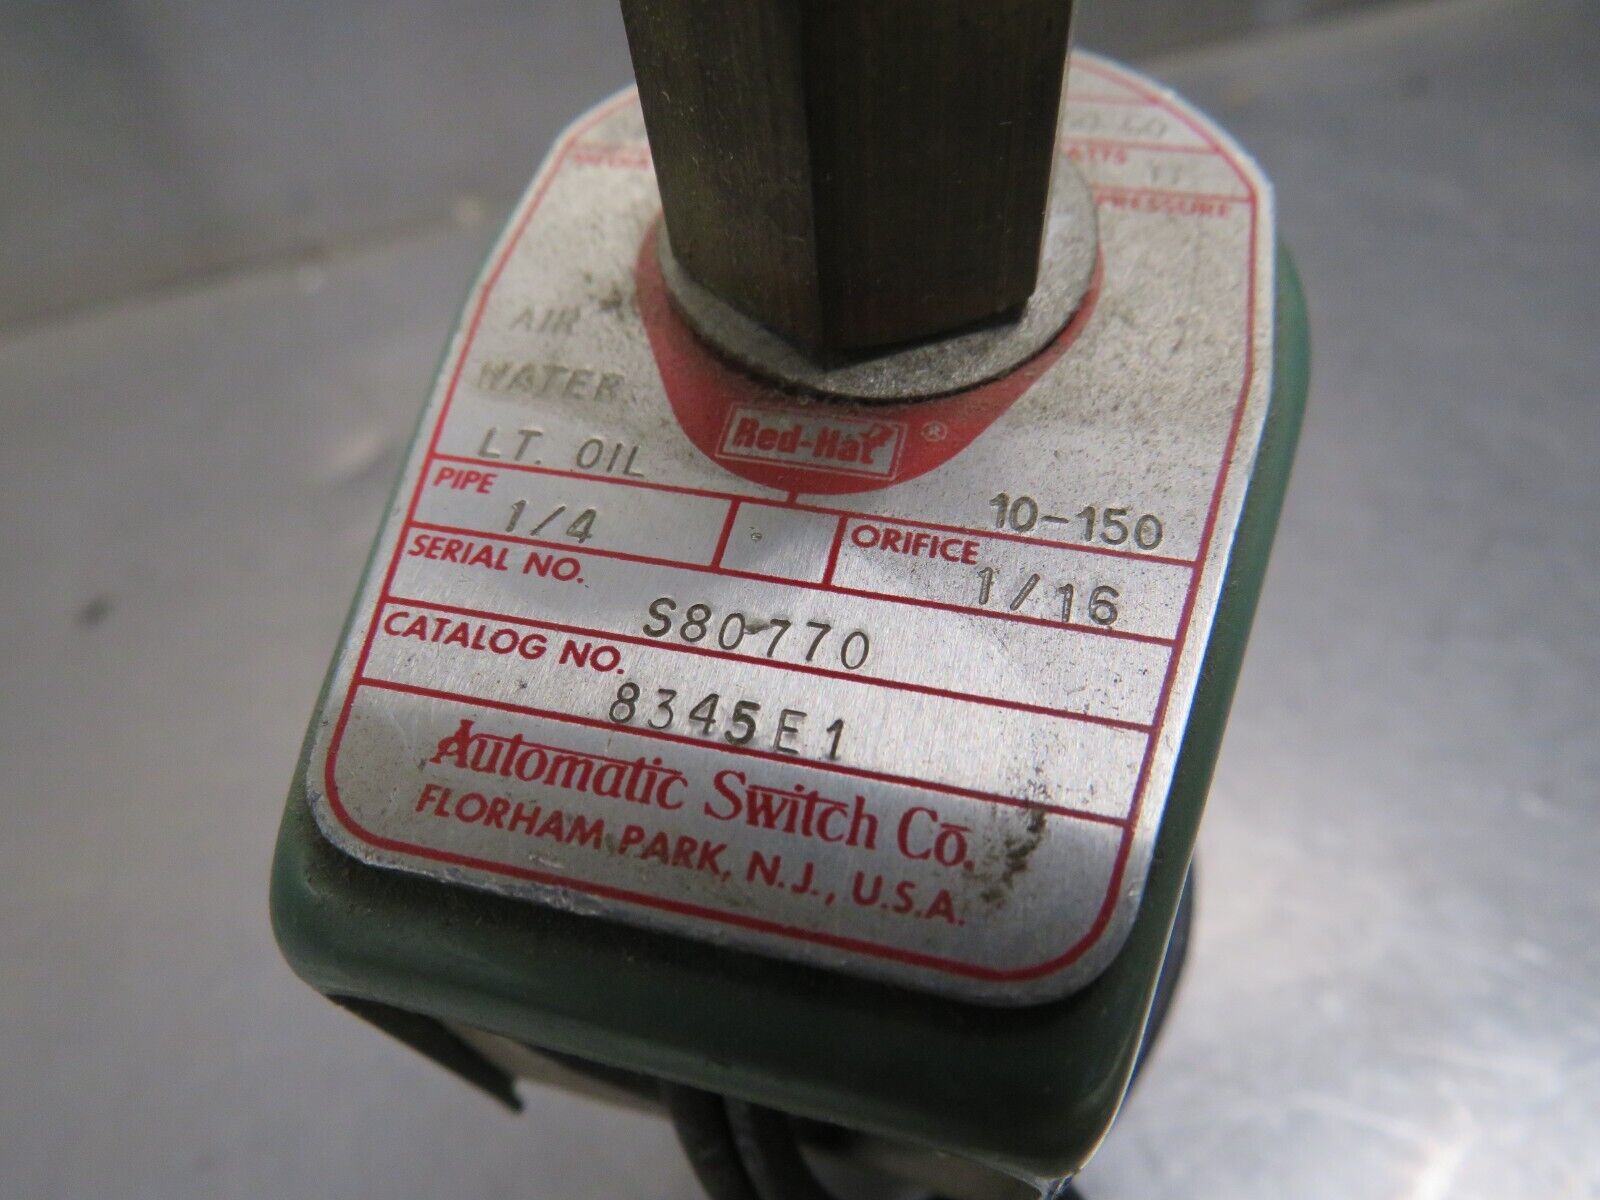 PRESSURE
AIR
WATER
LT. OIL
Red-Hat ®
10-150
PIPE
1/4
ORIFICE
1/16
SERIAL NO.
S80770
CATALOG NO.
8345E1
Automatic Switch Co.
FLORHAM PARK, N.J., U.S.A.